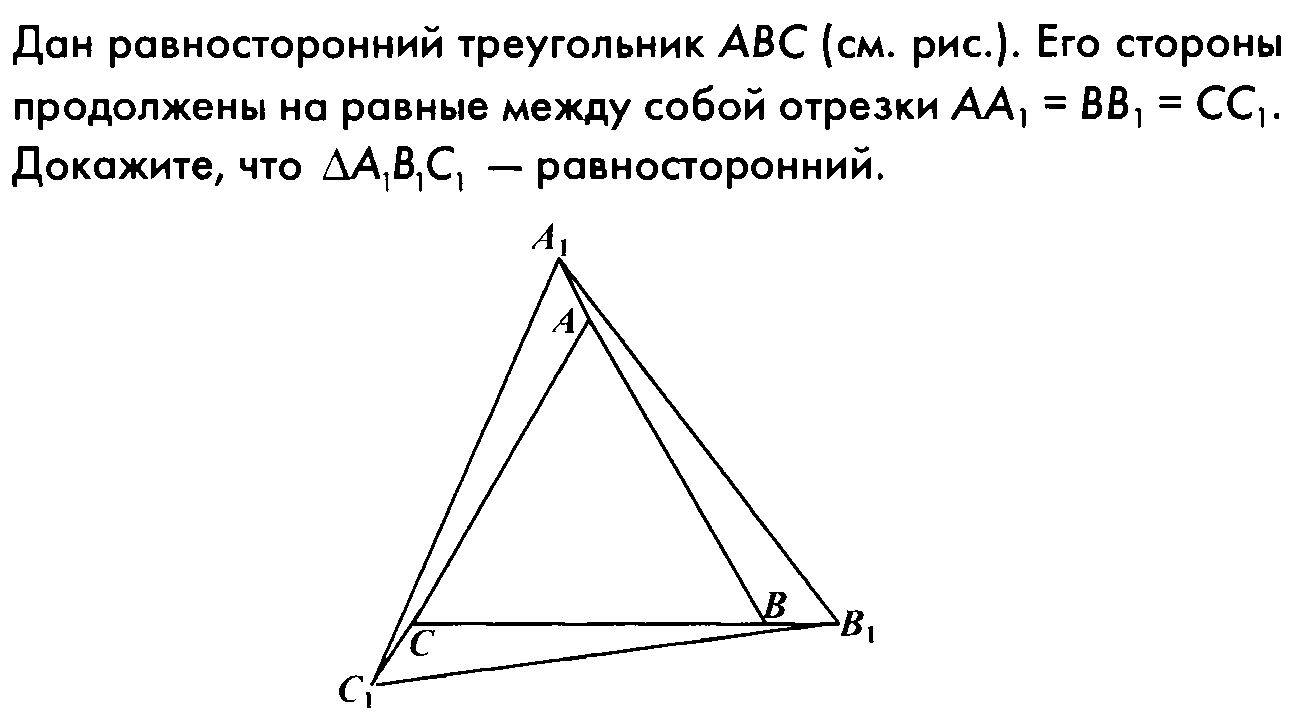 Дан равносторонний треугольник ABC (см. рис.). Его стороны
продолжены на равные между собой отрезки AA₁ = BB₁ = CC₁.
Докажите, что ΔA₁B₁C₁ — равносторонний.
A₁
A
B
B₁
C
C₁